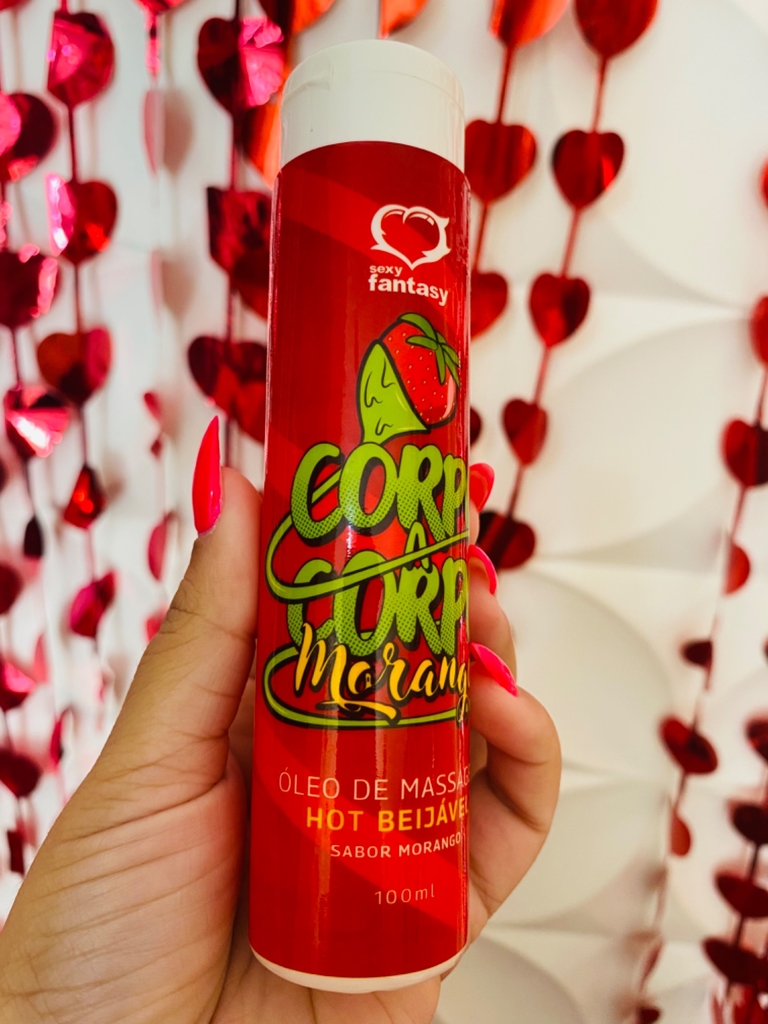 sexy
fantasy
CORP
A
CORP
Morang
ÓLEO DE MASSAG
HOT BEIJÁVEL
SABOR MORANGO
100ml